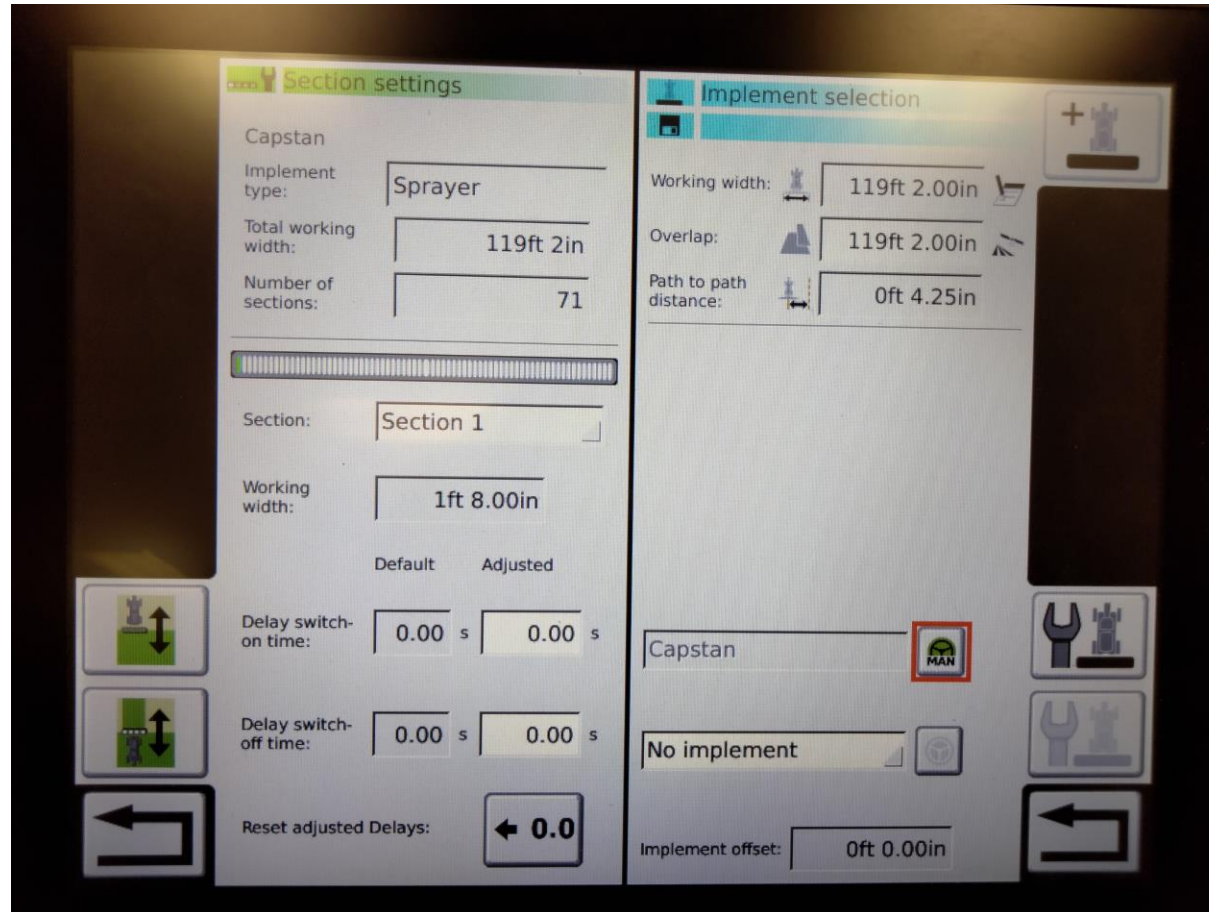 Section settings
Capstan
Implement
type:
Sprayer
Total working
width:
119ft 2in
Number of
sections:
71
Section:
Section 1
Working
width:
1ft 8.00in
Default Adjusted
Delay switch-
on time:
0.00 s 0.00 s
Delay switch-
off time:
0.00 s 0.00 s
Reset adjusted Delays:
0.0
Implement selection
Working width:
119ft 2.00in
Overlap:
119ft 2.00in
Path to path
distance:
0ft 4.25in
Capstan
MAN
No implement
Implement offset:
0ft 0.00in